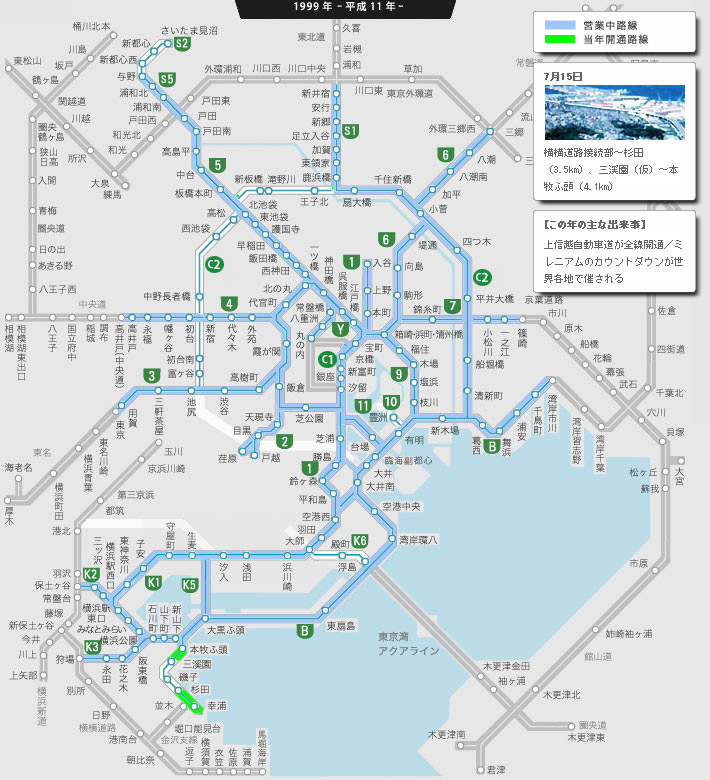 1999年 −平成11年−
営業中路線
当年開通路線
7月15日
横横道路接続部〜杉田
（3.5km）、三渓園（仮）〜本
牧ふ頭（4.1km）
【この年の主な出来事】
上信越自動車道が全線開通／ミ
レニアムのカウントダウンが世
界各地で催される
桶川北本
さいたま見沼
新都心
新都心西
与野
浦和北
浦和南
川島
坂戸
東松山
鶴ヶ島
関越道
川越
所沢
大泉
練馬
圏央
鶴ヶ島
狭山
日高
入間
青梅
圏央道
日の出
あきる野
八王子西
中央道
S2
S5
外環浦和
川口西
川口中央
戸田東
戸田西
戸田
戸田南
和光北
和光
高島平
中台
板橋本町
5
東北道
久喜
岩槻
浦和
川口東
草加
東京外環道
新井宿
安行
新郷
足立入谷
加賀
東領家
鹿浜橋
S1
常磐道
流山
三郷
外環三郷西
八潮
八潮南
加平
6
新板橋
滝野川
王子北
扇大橋
千住新橋
小菅
高松
北池袋
東池袋
護国寺
西池袋
早稲田
飯田橋
西神田
C2
一ツ橋
神田橋
呉服橋
江戸橋
1
入谷
上野
本町
6
堤通
向島
駒形
錦糸町
四つ木
C2
平井大橋
7
京葉道路
市川
原木
船橋
花輪
幕張
武石
穴川
貝塚
佐倉
四街道
千葉北
大宮
中野長者橋
北の丸
代官町
常盤橋
八重洲
丸の内
Y
4
霞が関
C1
銀座
宝町
京橋
新富町
汐留
箱崎・浜町・清洲橋
福住
木場
塩浜
枝川
9
小松川
一之江
篠崎
船堀橋
清新町
相模湖
相模湖東出口
八王子
国立府中
稲城
調布
高井戸（中央道）
高井戸
永福
幡ヶ谷
初台
新宿
代々木
外苑
初台南
富ヶ谷
高樹町
3
東京
用賀
三軒茶屋
池尻
渋谷
飯倉
天現寺
目黒
芝公園
荏原
戸越
2
11
10
豊洲
有明
台場
臨海副都心
新木場
葛西
舞浜
浦安
千鳥町
湾岸市川
湾岸習志野
湾岸千葉
B
芝浦
勝島
鈴ヶ森
1
平和島
空港西
羽田
大師
大井
大井南
空港中央
湾岸環八
松ヶ丘
蘇我
市原
姉崎袖ヶ浦
館山道
木更津北
圏央道
木更津東
木更津南
君津
木更津金田
袖ヶ浦
東京湾
アクアライン
東名
海老名
厚木
横浜町田
横浜青葉
東名川崎
玉川
京浜川崎
第三京浜
都筑
港北
羽沢
保土ヶ谷
常盤台
藤塚
新保土ヶ谷
今井
川上
上矢部
横浜新道
狩場
K2
三ッ沢
横浜駅西口
東神奈川
子安
守屋町
生麦
汐入
浅田
浜川崎
殿町
K6
浮島
K1
K5
横浜駅
東口
みなとみらい
横浜公園
石川町
山下町
新山下
大黒ふ頭
B
東扇島
K3
永田
花之木
阪東橋
本牧ふ頭
三渓園
磯子
杉田
幸浦
並木
堀口能見台
金沢支線
別所
日野
横横道路
港南台
朝比奈
逗子
横須賀
衣笠
佐原
浦賀
馬堀海岸